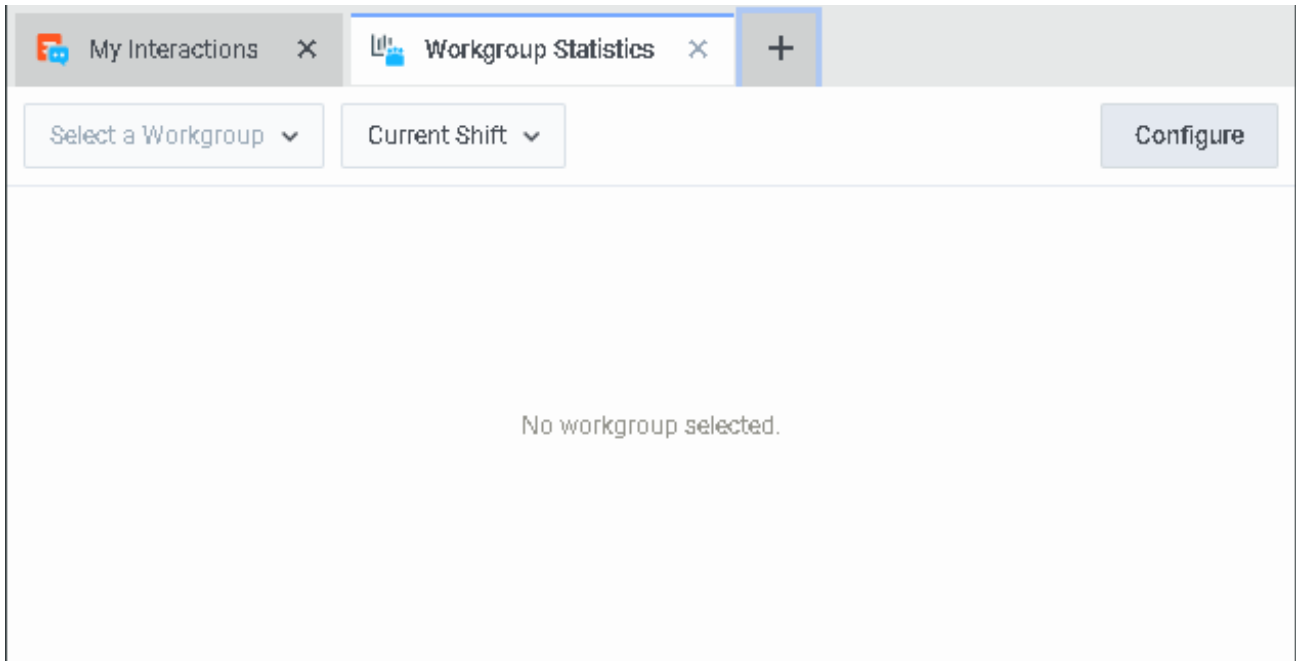 My Interactions Workgroup Statistics
Select a Workgroup Current Shift Configure
No workgroup selected.